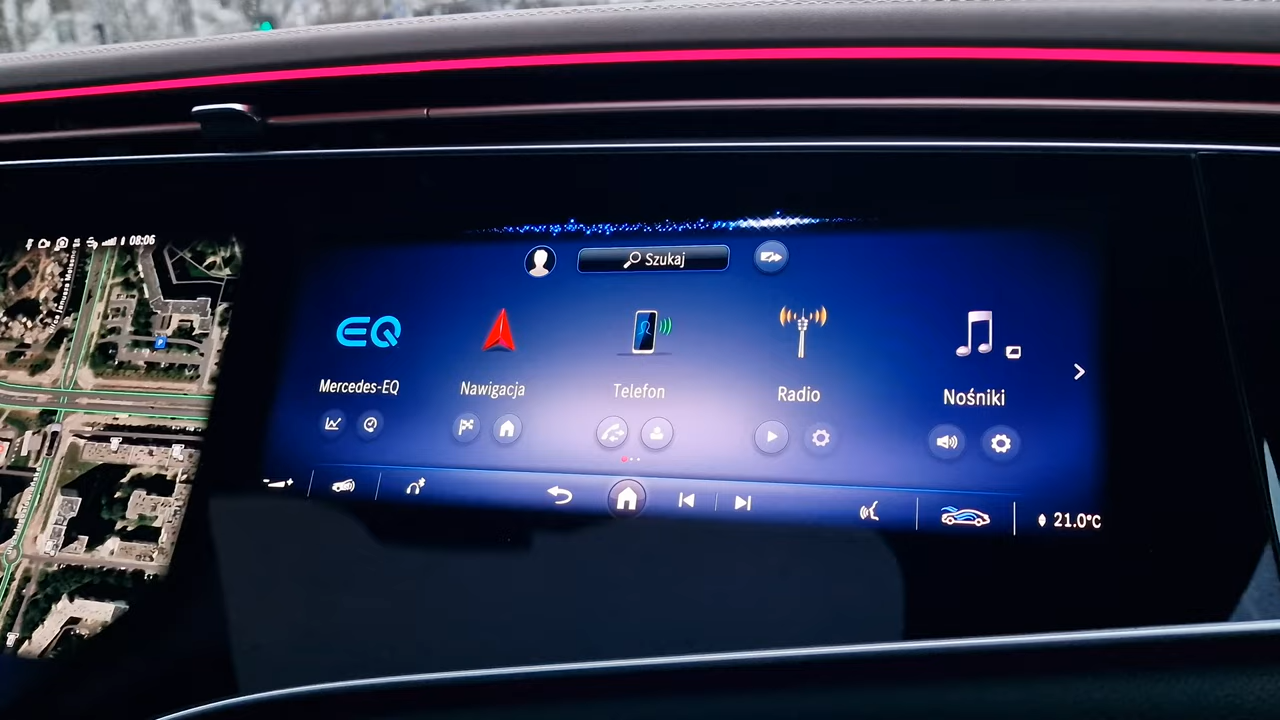 08:06
Szukaj
EQ
Mercedes-EQ
Nawigacja
Telefon
Radio
Nośniki
P
21.0°C